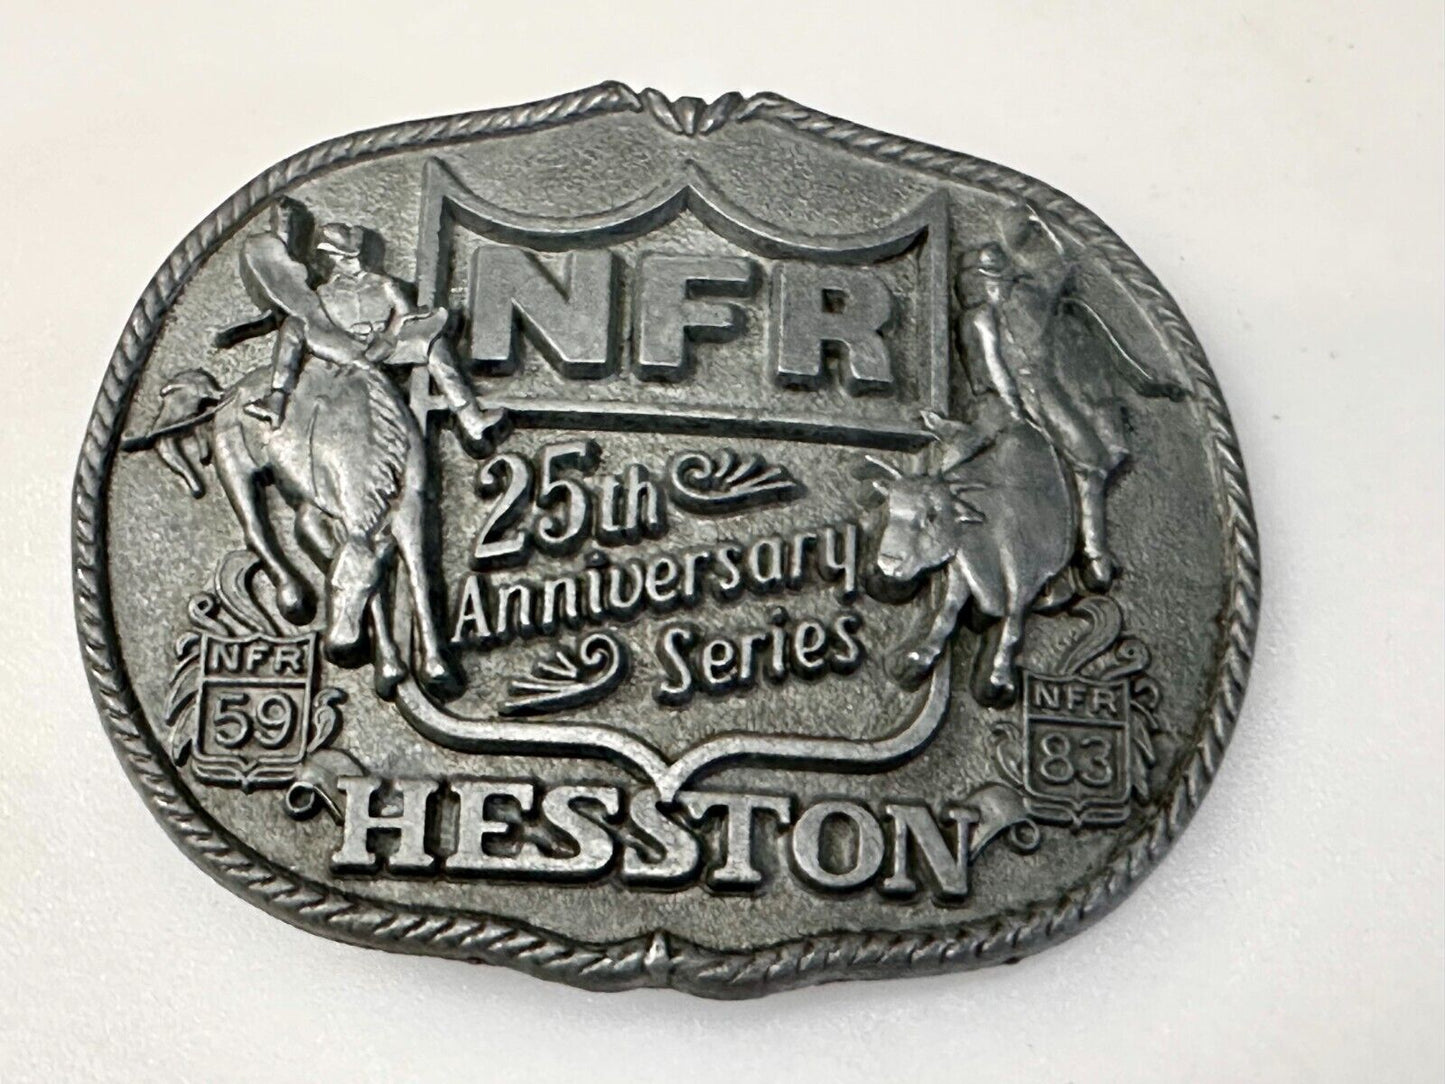 NFR
25th
Anniversary
Series
NFR
59
NFR
83
HESSTON